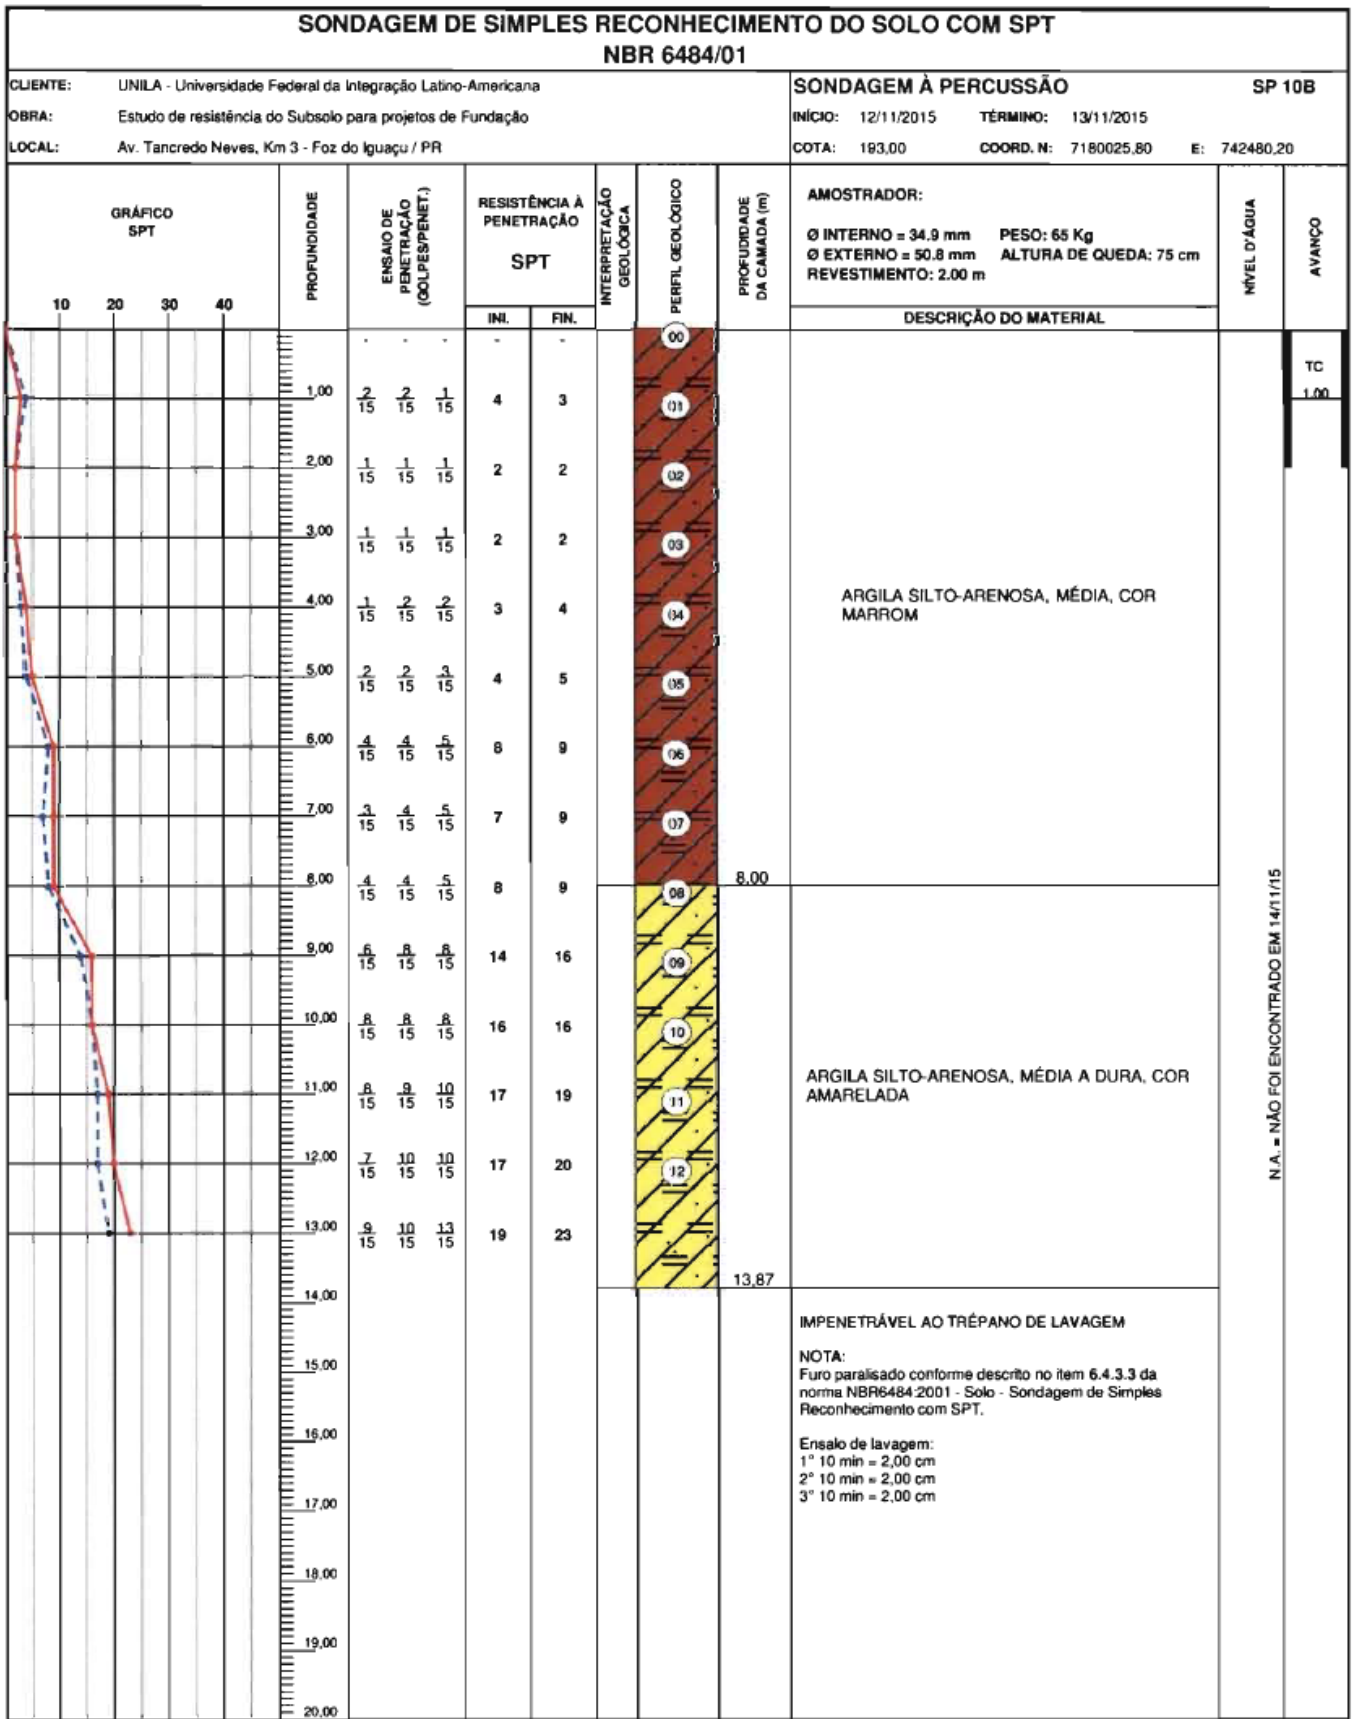 SONDAGEM DE SIMPLES RECONHECIMENTO DO SOLO COM SPT
NBR 6484/01
CLIENTE: UNILA - Universidade Federal da Integração Latino-Americana
OBRA: Estudo de resistência do Subsolo para projetos de Fundação
LOCAL: Av. Tancredo Neves, Km 3 - Foz do Iguaçu / PR
SONDAGEM À PERCUSSÃO SP 10B
INÍCIO: 12/11/2015 TÉRMINO: 13/11/2015
COTA: 193,00 COORD. N: 7180025,80 E: 742480,20
GRÁFICO
SPT
10 20 30 40
PROFUNDIDADE
ENSAIO DE
PENETRAÇÃO
(GOLPES/PENET.)
RESISTÊNCIA À
PENETRAÇÃO
SPT
INI. FIN.
INTERPRETAÇÃO
GEOLÓGICA
PERFIL GEOLÓGICO
PROFUDIDADE
DA CAMADA (m)
AMOSTRADOR:
Ø INTERNO = 34.9 mm PESO: 65 Kg
Ø EXTERNO = 50.8 mm ALTURA DE QUEDA: 75 cm
REVESTIMENTO: 2.00 m
DESCRIÇÃO DO MATERIAL
NÍVEL D'ÁGUA
AVANÇO
- - - - - 00
TC
1,00 2/15 2/15 1/15 4 3 01 1.00
2,00 1/15 1/15 1/15 2 2 02
3,00 1/15 1/15 1/15 2 2 03
4,00 1/15 2/15 2/15 3 4 04
ARGILA SILTO-ARENOSA, MÉDIA, COR
MARROM
5,00 2/15 2/15 3/15 4 5 05
6,00 4/15 4/15 5/15 8 9 06
7,00 3/15 4/15 5/15 7 9 07
8,00 4/15 4/15 5/15 8 9 08 8,00
9,00 6/15 8/15 8/15 14 16 09
10,00 8/15 8/15 8/15 16 16 10
11,00 8/15 9/15 10/15 17 19 11
ARGILA SILTO-ARENOSA, MÉDIA A DURA, COR
AMARELADA
12,00 7/15 10/15 10/15 17 20 12
13,00 9/15 10/15 13/15 19 23
13,87
N.A. = NÃO FOI ENCONTRADO EM 14/11/15
14,00
IMPENETRÁVEL AO TRÉPANO DE LAVAGEM
15,00
NOTA:
Furo paralisado conforme descrito no item 6.4.3.3 da
norma NBR6484:2001 - Solo - Sondagem de Simples
Reconhecimento com SPT.
16,00
Ensaio de lavagem:
1° 10 min = 2,00 cm
2° 10 min = 2,00 cm
3° 10 min = 2,00 cm
17,00
18,00
19,00
20,00